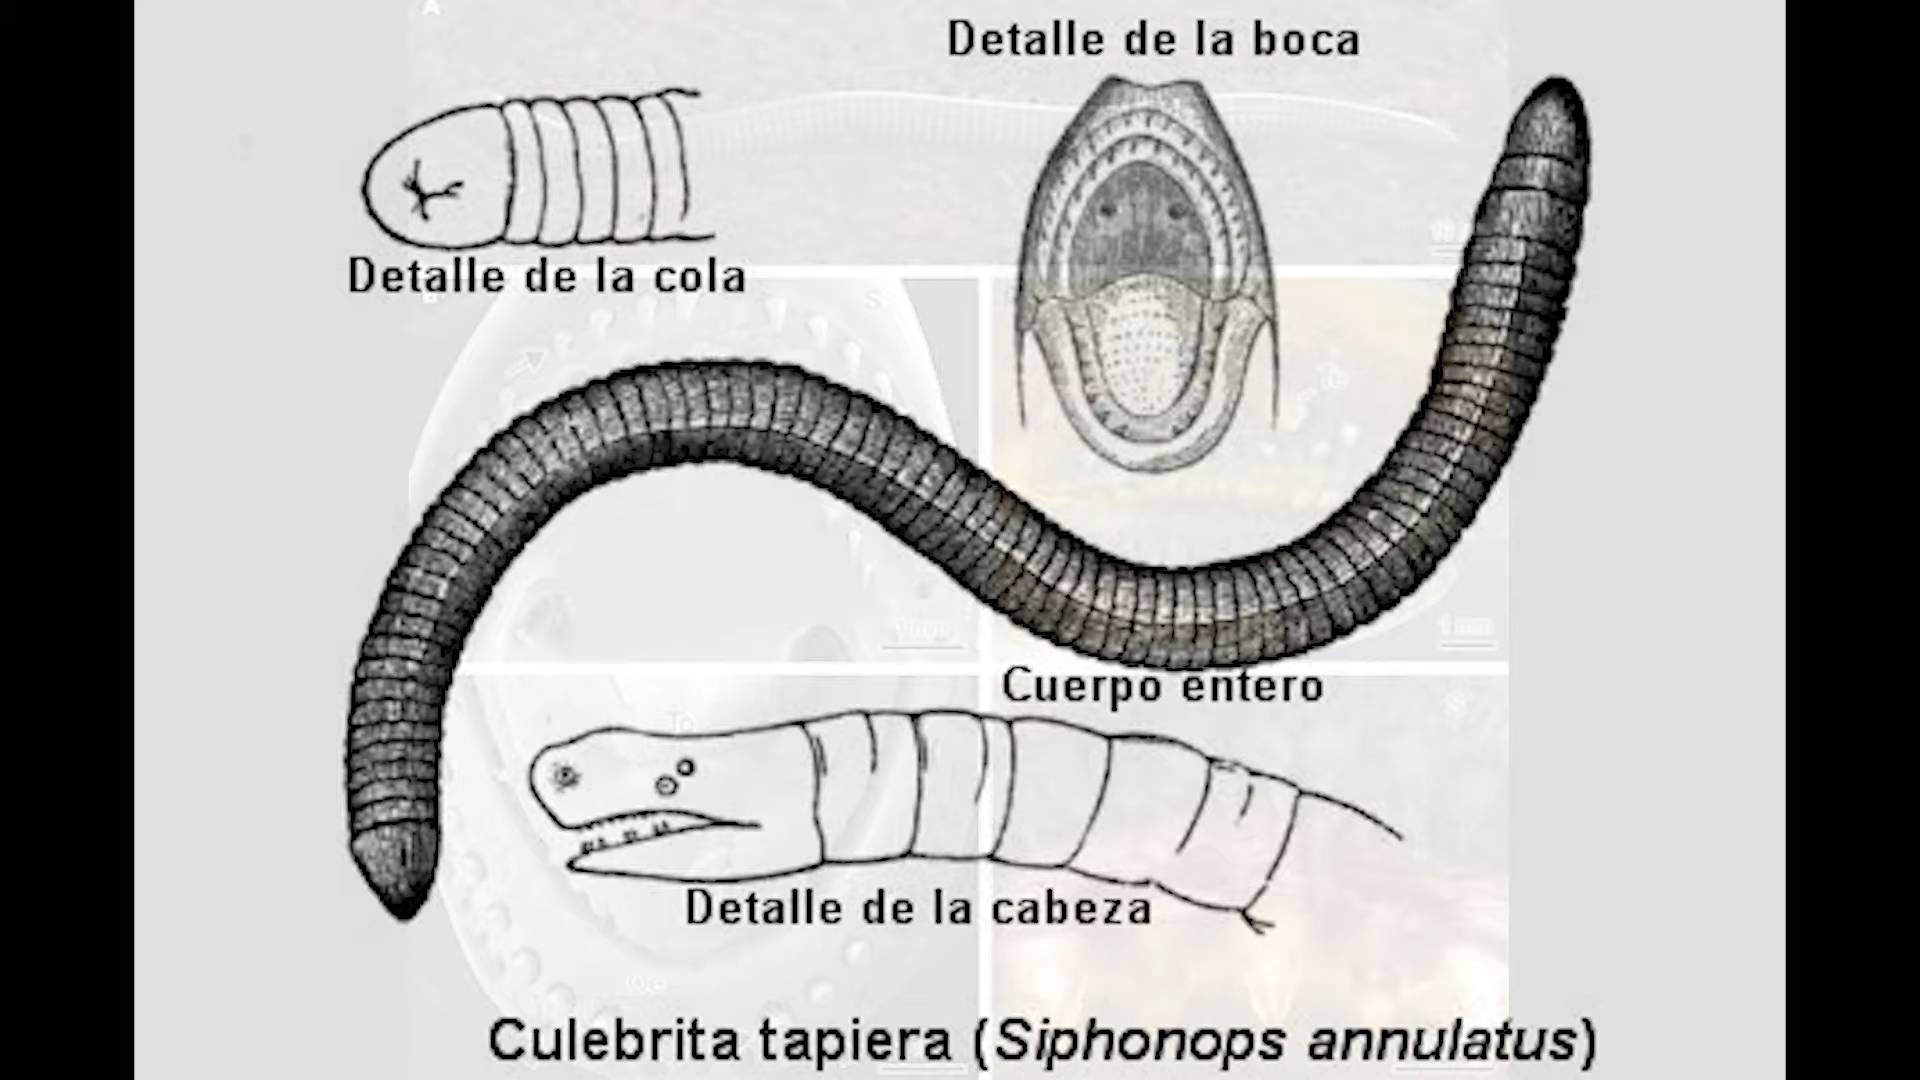 Detalle de la boca
Detalle de la cola
Cuerpo entero
Detalle de la cabeza
Culebrita tapiera (Siphonops annulatus)